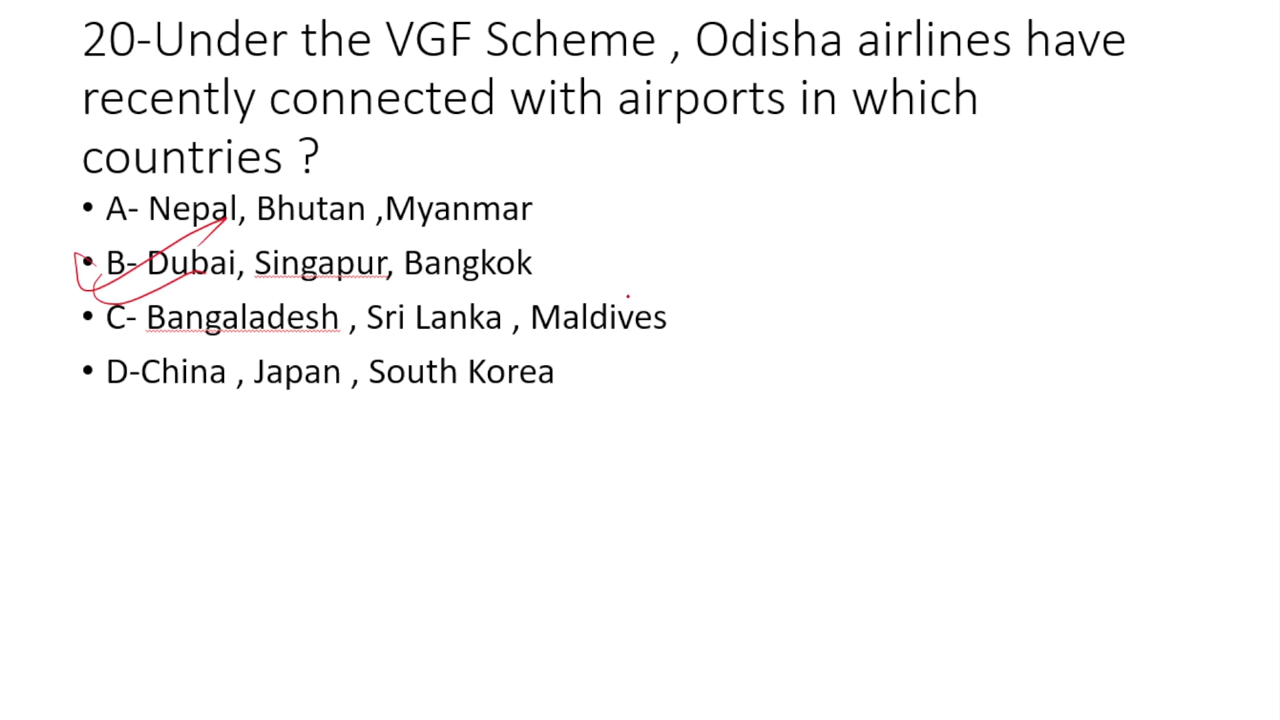 20-Under the VGF Scheme , Odisha airlines have
recently connected with airports in which
countries ?
• A- Nepal, Bhutan ,Myanmar
• B- Dubai, Singapur, Bangkok
• C- Bangaladesh , Sri Lanka , Maldives
• D-China , Japan , South Korea